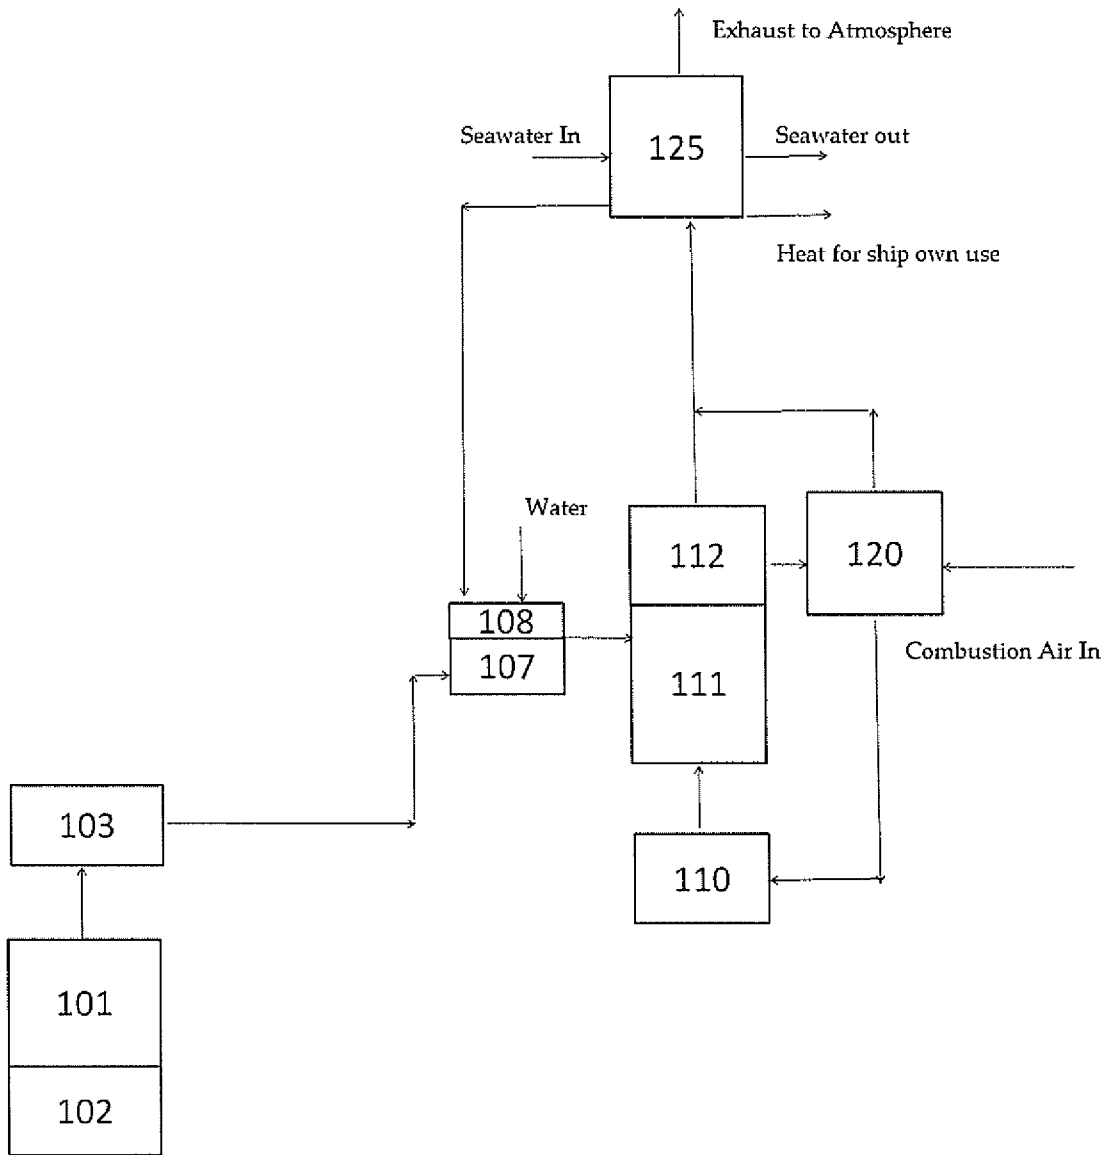 Exhaust to Atmosphere
Seawater In
125
Seawater out
Heat for ship own use
Water
112
120
108
107
111
Combustion Air In
103
110
101
102